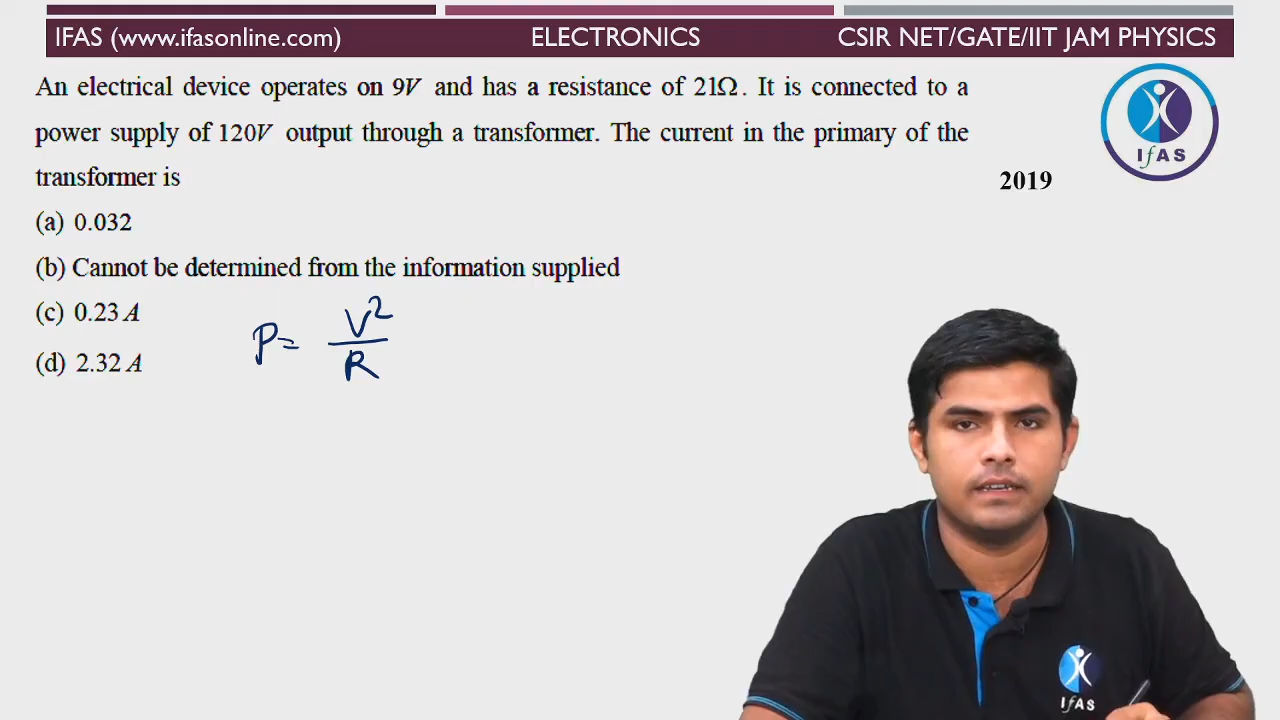 IFAS (www.ifasonline.com) ELECTRONICS CSIR NET/GATE/IIT JAM PHYSICS
An electrical device operates on 9V and has a resistance of 21Ω. It is connected to a
power supply of 120V output through a transformer. The current in the primary of the
transformer is
2019
IfAS
(a) 0.032
(b) Cannot be determined from the information supplied
(c) 0.23 A
(d) 2.32 A
P= V²/R
IfAS